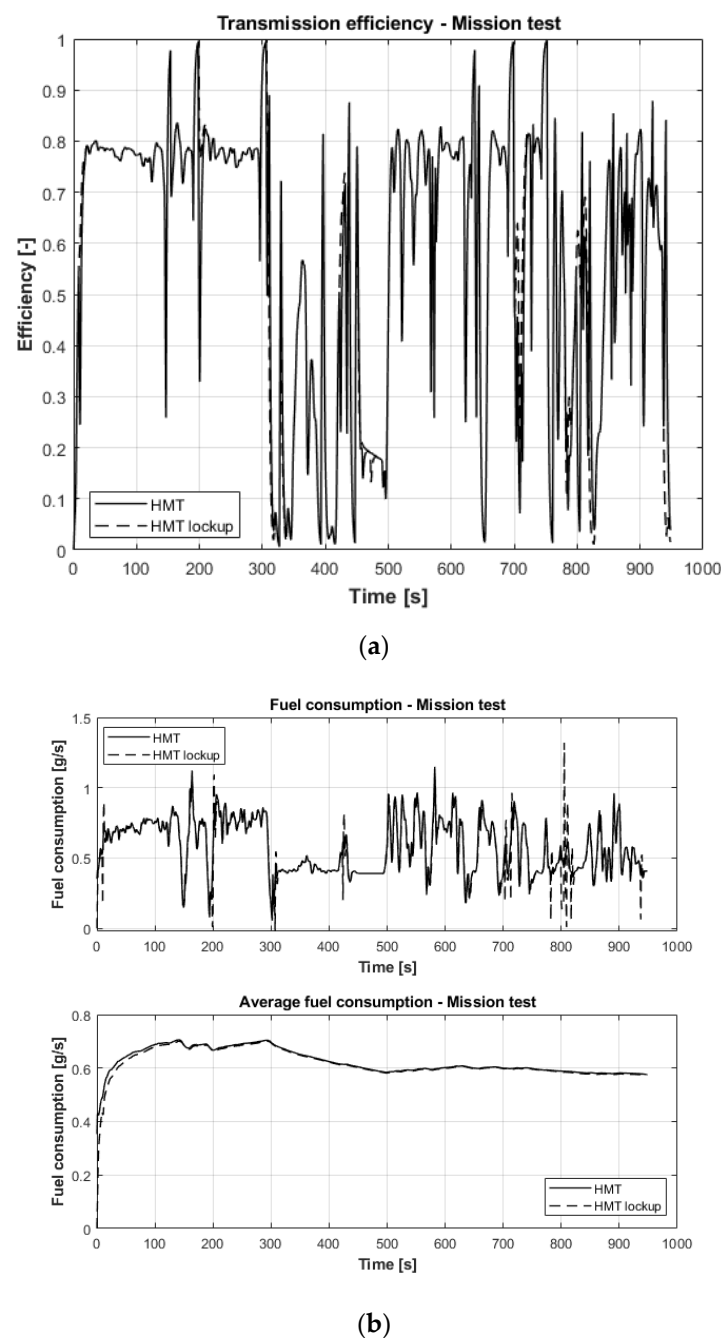 Transmission efficiency - Mission test
1
0.9
0.8
0.7
0.6
0.5
0.4
0.3
0.2
0.1
0
Efficiency [-]
HMT
HMT lockup
0 100 200 300 400 500 600 700 800 900 1000
Time [s]
(a)
Fuel consumption - Mission test
1.5
1
0.5
0
Fuel consumption [g/s]
HMT
HMT lockup
0 100 200 300 400 500 600 700 800 900 1000
Time [s]
Average fuel consumption - Mission test
0.8
0.6
0.4
0.2
0
Fuel consumption [g/s]
HMT
HMT lockup
0 100 200 300 400 500 600 700 800 900 1000
Time [s]
(b)